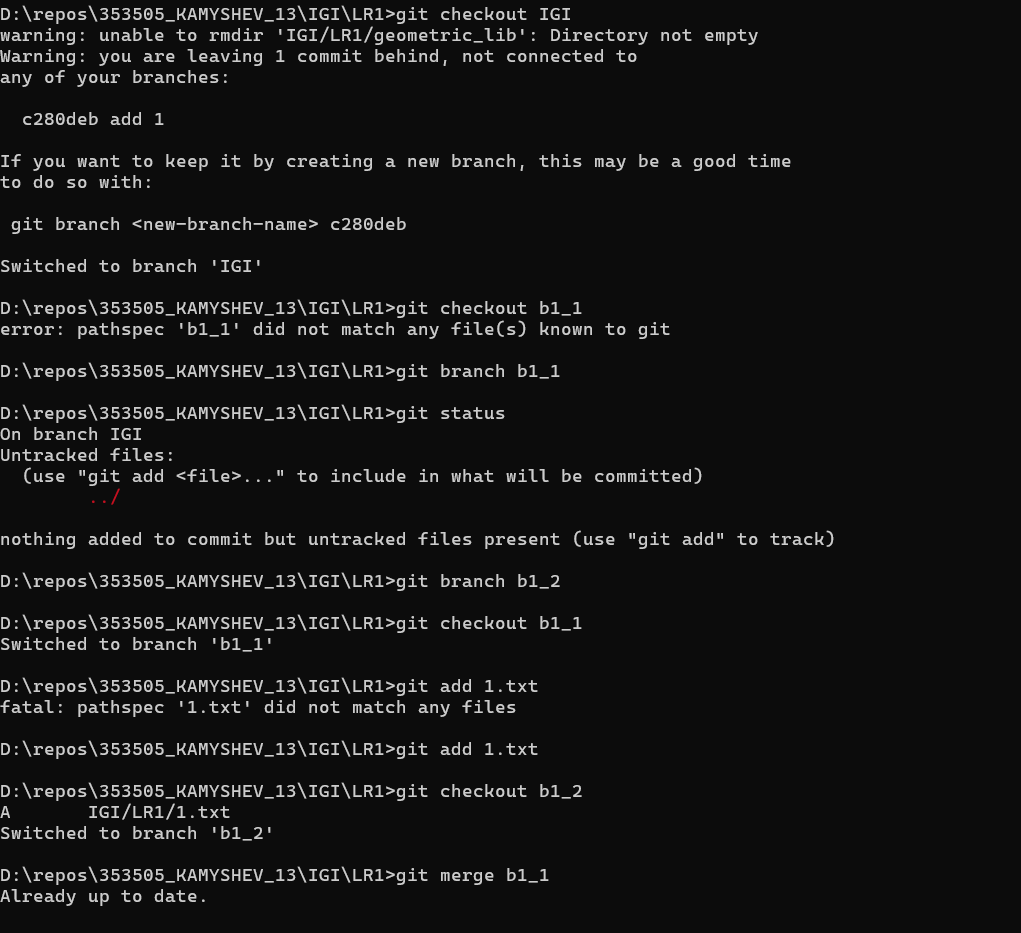 D:\repos\353505_KAMYSHEV_13\IGI\LR1>git checkout IGI
warning: unable to rmdir 'IGI/LR1/geometric_lib': Directory not empty
Warning: you are leaving 1 commit behind, not connected to
any of your branches:
  c280deb add 1
If you want to keep it by creating a new branch, this may be a good time
to do so with:
 git branch <new-branch-name> c280deb
Switched to branch 'IGI'
D:\repos\353505_KAMYSHEV_13\IGI\LR1>git checkout b1_1
error: pathspec 'b1_1' did not match any file(s) known to git
D:\repos\353505_KAMYSHEV_13\IGI\LR1>git branch b1_1
D:\repos\353505_KAMYSHEV_13\IGI\LR1>git status
On branch IGI
Untracked files:
  (use "git add <file>..." to include in what will be committed)
        ../
nothing added to commit but untracked files present (use "git add" to track)
D:\repos\353505_KAMYSHEV_13\IGI\LR1>git branch b1_2
D:\repos\353505_KAMYSHEV_13\IGI\LR1>git checkout b1_1
Switched to branch 'b1_1'
D:\repos\353505_KAMYSHEV_13\IGI\LR1>git add 1.txt
fatal: pathspec '1.txt' did not match any files
D:\repos\353505_KAMYSHEV_13\IGI\LR1>git add 1.txt
D:\repos\353505_KAMYSHEV_13\IGI\LR1>git checkout b1_2
A       IGI/LR1/1.txt
Switched to branch 'b1_2'
D:\repos\353505_KAMYSHEV_13\IGI\LR1>git merge b1_1
Already up to date.